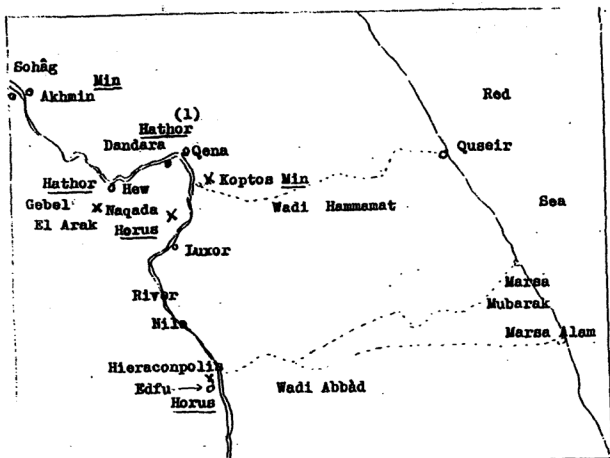 Sohâg
Min
Akhmin
Red
(1)
Hathor
Dandara
Qena
Quseir
Hathor
Hew
Koptos Min
Gebel
El Arak
Naqada
Wadi Hammamat
Sea
Horus
Luxor
Marsa
Mubarak
River
Nile
Marsa Alam
Hieraconpolis
Edfu
Wadi Abbàd
Horus